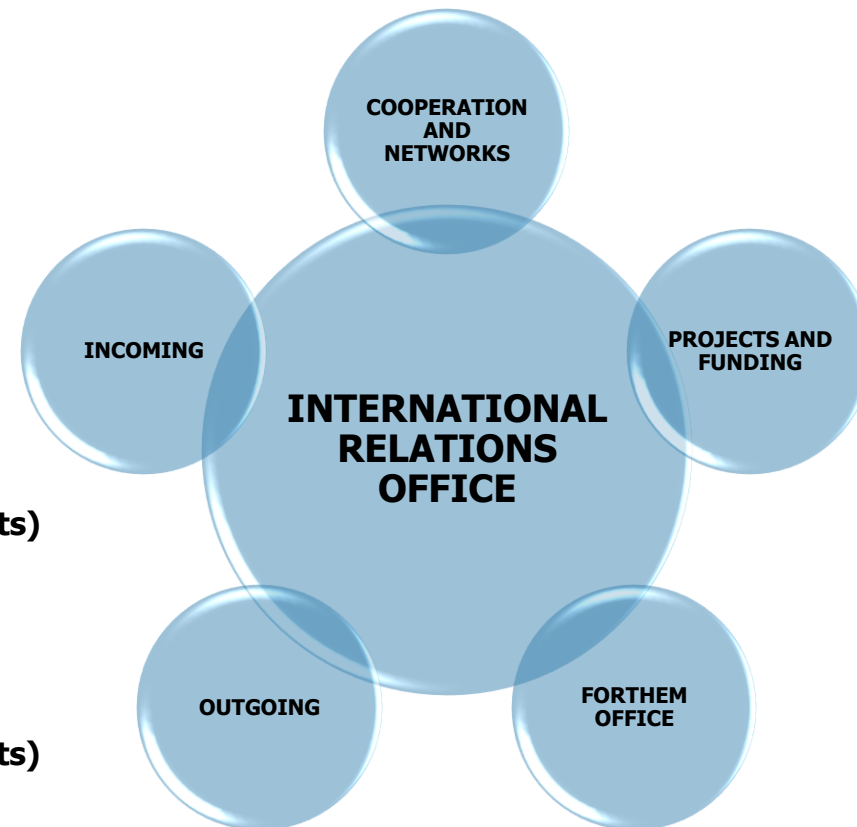 COOPERATION
AND
NETWORKS
INCOMING
PROJECTS AND
FUNDING
INTERNATIONAL
RELATIONS
OFFICE
ts)
OUTGOING
FORTHEM
OFFICE
ts)